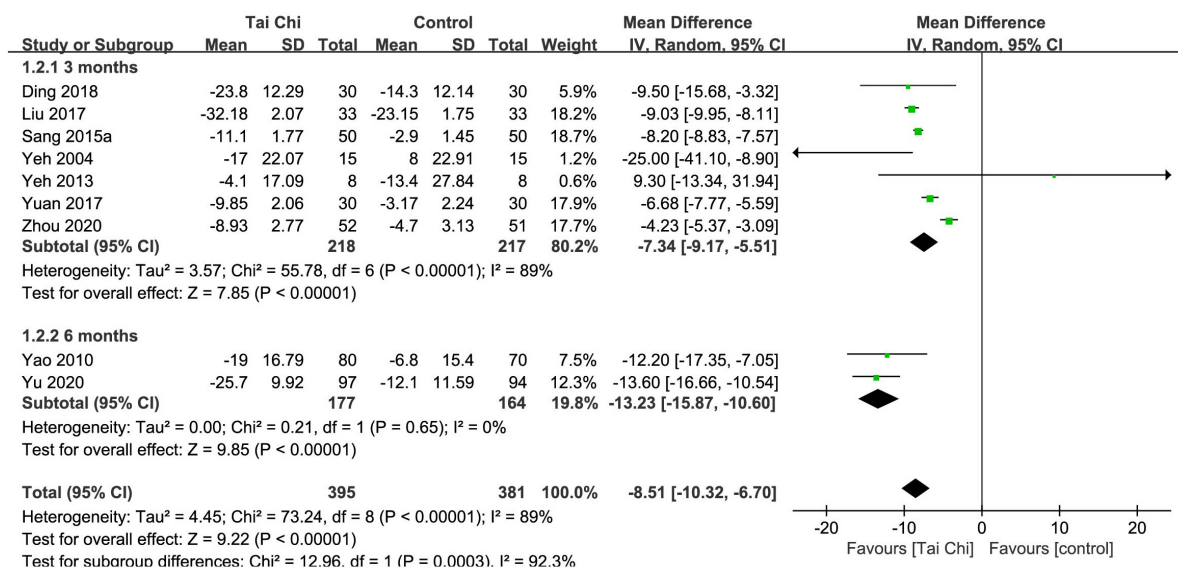 Tai Chi Control Mean Difference Mean Difference
Study or Subgroup Mean SD Total Mean SD Total Weight IV, Random, 95% CI IV, Random, 95% CI
1.2.1 3 months
Ding 2018 -23.8 12.29 30 -14.3 12.14 30 5.9% -9.50 [-15.68, -3.32]
Liu 2017 -32.18 2.07 33 -23.15 1.75 33 18.2% -9.03 [-9.95, -8.11]
Sang 2015a -11.1 1.77 50 -2.9 1.45 50 18.7% -8.20 [-8.83, -7.57]
Yeh 2004 -17 22.07 15 8 22.91 15 1.2% -25.00 [-41.10, -8.90]
Yeh 2013 -4.1 17.09 8 -13.4 27.84 8 0.6% 9.30 [-13.34, 31.94]
Yuan 2017 -9.85 2.06 30 -3.17 2.24 30 17.9% -6.68 [-7.77, -5.59]
Zhou 2020 -8.93 2.77 52 -4.7 3.13 51 17.7% -4.23 [-5.37, -3.09]
Subtotal (95% CI) 218 217 80.2% -7.34 [-9.17, -5.51]
Heterogeneity: Tau² = 3.57; Chi² = 55.78, df = 6 (P < 0.00001); I² = 89%
Test for overall effect: Z = 7.85 (P < 0.00001)
1.2.2 6 months
Yao 2010 -19 16.79 80 -6.8 15.4 70 7.5% -12.20 [-17.35, -7.05]
Yu 2020 -25.7 9.92 97 -12.1 11.59 94 12.3% -13.60 [-16.66, -10.54]
Subtotal (95% CI) 177 164 19.8% -13.23 [-15.87, -10.60]
Heterogeneity: Tau² = 0.00; Chi² = 0.21, df = 1 (P = 0.65); I² = 0%
Test for overall effect: Z = 9.85 (P < 0.00001)
Total (95% CI) 395 381 100.0% -8.51 [-10.32, -6.70]
Heterogeneity: Tau² = 4.45; Chi² = 73.24, df = 8 (P < 0.00001); I² = 89%
Test for overall effect: Z = 9.22 (P < 0.00001)
Test for subgroup differences: Chi² = 12.96, df = 1 (P = 0.0003), I² = 92.3%
-20 -10 0 10 20
Favours [Tai Chi] Favours [control]